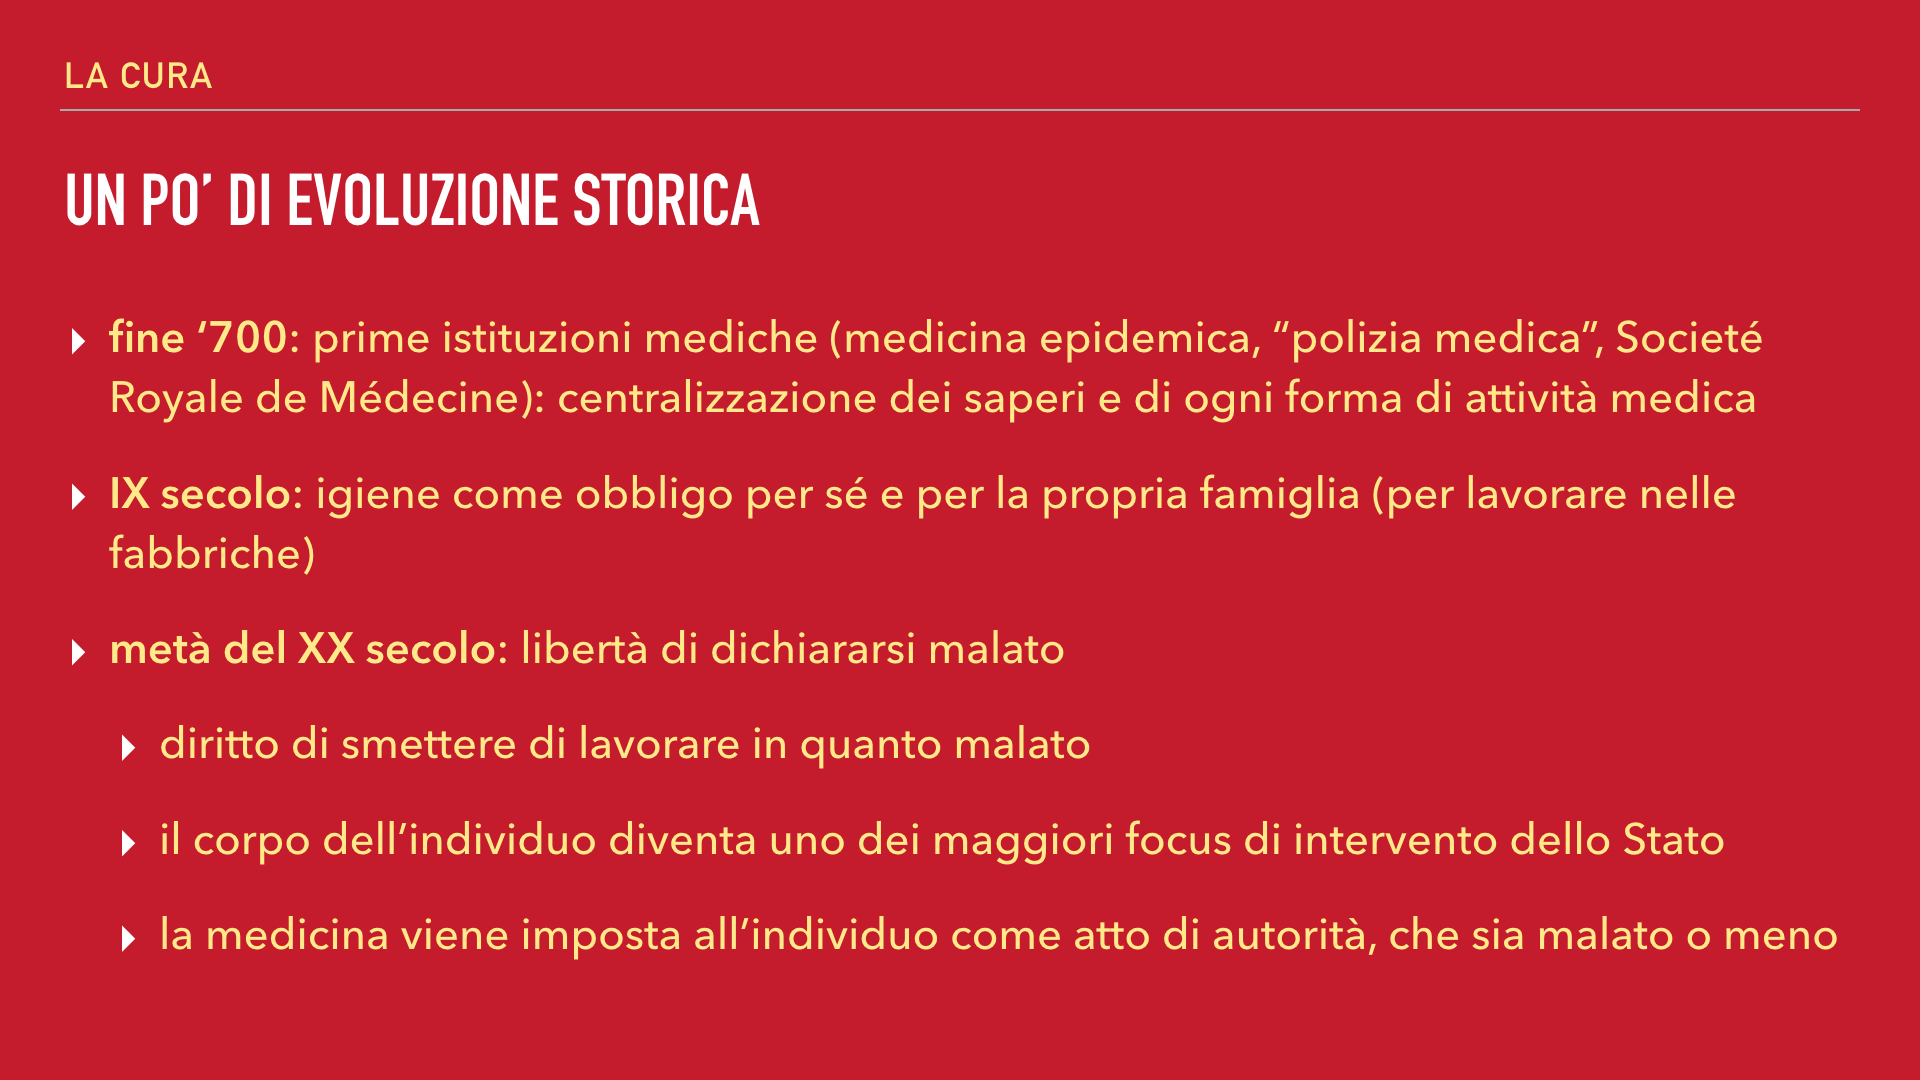 LA CURA
UN PO’ DI EVOLUZIONE STORICA
▸ fine ‘700: prime istituzioni mediche (medicina epidemica, “polizia medica”, Societé
Royale de Médecine): centralizzazione dei saperi e di ogni forma di attività medica
▸ IX secolo: igiene come obbligo per sé e per la propria famiglia (per lavorare nelle
fabbriche)
▸ metà del XX secolo: libertà di dichiararsi malato
▸ diritto di smettere di lavorare in quanto malato
▸ il corpo dell’individuo diventa uno dei maggiori focus di intervento dello Stato
▸ la medicina viene imposta all’individuo come atto di autorità, che sia malato o meno